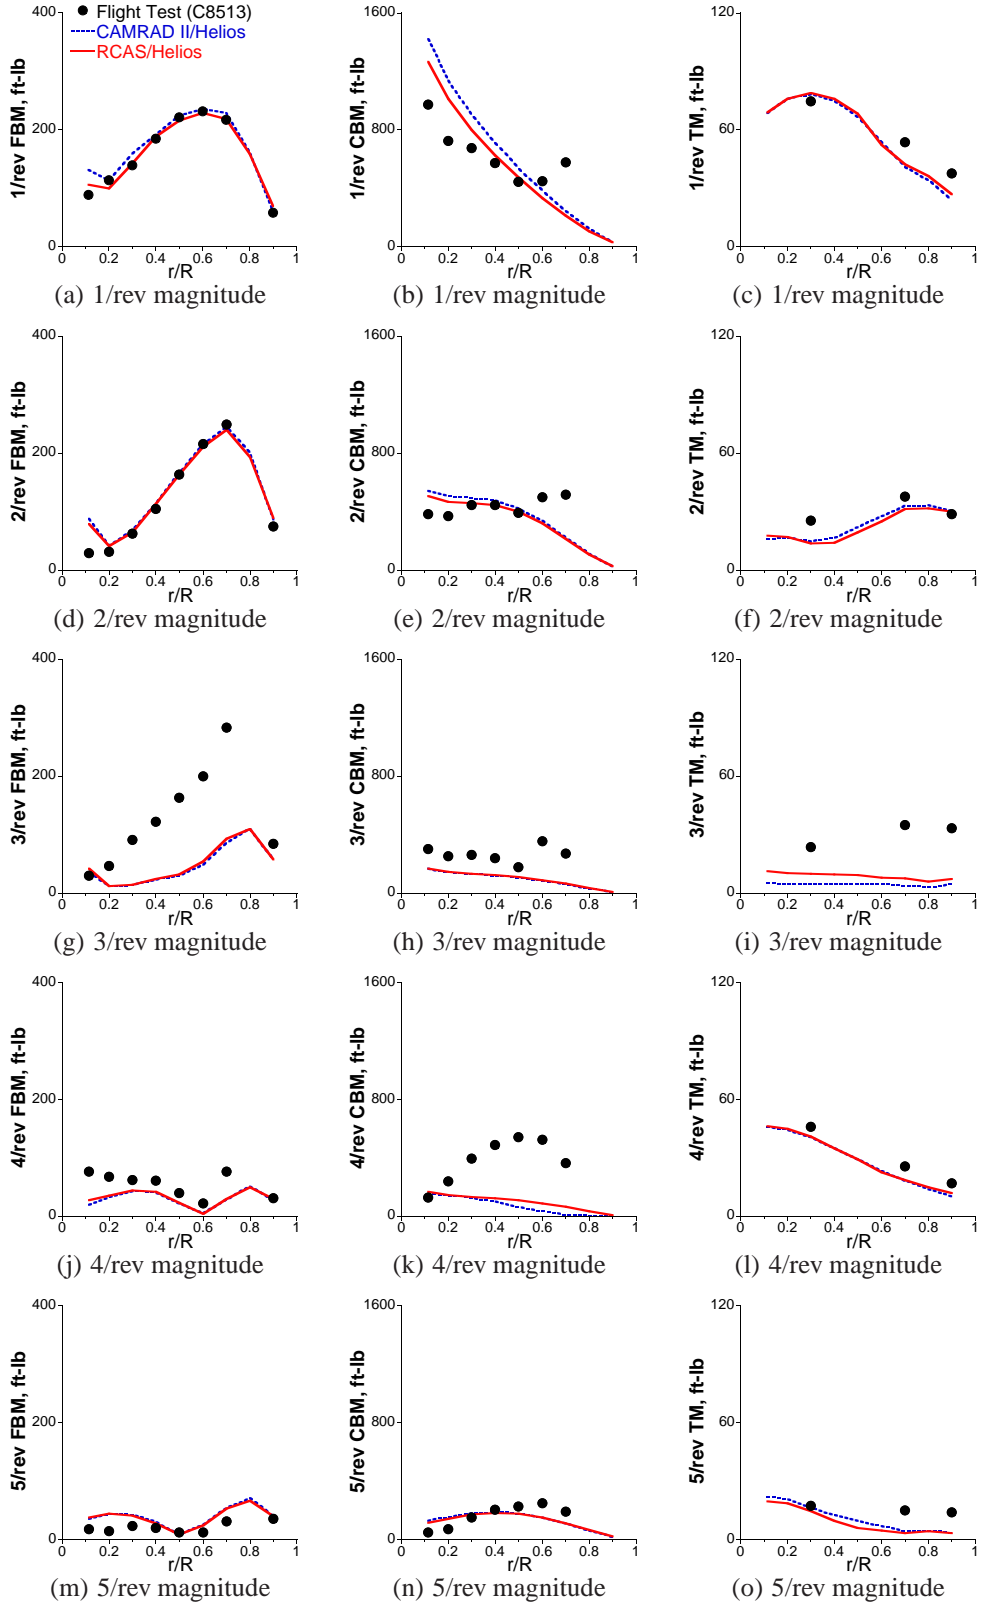 Flight Test (C8513)
CAMRAD II/Helios
RCAS/Helios
1/rev FBM, ft-lb
400
200
0
0 0.2 0.4 0.6 0.8 1
r/R
(a) 1/rev magnitude
1/rev CBM, ft-lb
1600
800
0
0 0.2 0.4 0.6 0.8 1
r/R
(b) 1/rev magnitude
1/rev TM, ft-lb
120
60
0
0 0.2 0.4 0.6 0.8 1
r/R
(c) 1/rev magnitude
2/rev FBM, ft-lb
400
200
0
0 0.2 0.4 0.6 0.8 1
r/R
(d) 2/rev magnitude
2/rev CBM, ft-lb
1600
800
0
0 0.2 0.4 0.6 0.8 1
r/R
(e) 2/rev magnitude
2/rev TM, ft-lb
120
60
0
0 0.2 0.4 0.6 0.8 1
r/R
(f) 2/rev magnitude
3/rev FBM, ft-lb
400
200
0
0 0.2 0.4 0.6 0.8 1
r/R
(g) 3/rev magnitude
3/rev CBM, ft-lb
1600
800
0
0 0.2 0.4 0.6 0.8 1
r/R
(h) 3/rev magnitude
3/rev TM, ft-lb
120
60
0
0 0.2 0.4 0.6 0.8 1
r/R
(i) 3/rev magnitude
4/rev FBM, ft-lb
400
200
0
0 0.2 0.4 0.6 0.8 1
r/R
(j) 4/rev magnitude
4/rev CBM, ft-lb
1600
800
0
0 0.2 0.4 0.6 0.8 1
r/R
(k) 4/rev magnitude
4/rev TM, ft-lb
120
60
0
0 0.2 0.4 0.6 0.8 1
r/R
(l) 4/rev magnitude
5/rev FBM, ft-lb
400
200
0
0 0.2 0.4 0.6 0.8 1
r/R
(m) 5/rev magnitude
5/rev CBM, ft-lb
1600
800
0
0 0.2 0.4 0.6 0.8 1
r/R
(n) 5/rev magnitude
5/rev TM, ft-lb
120
60
0
0 0.2 0.4 0.6 0.8 1
r/R
(o) 5/rev magnitude